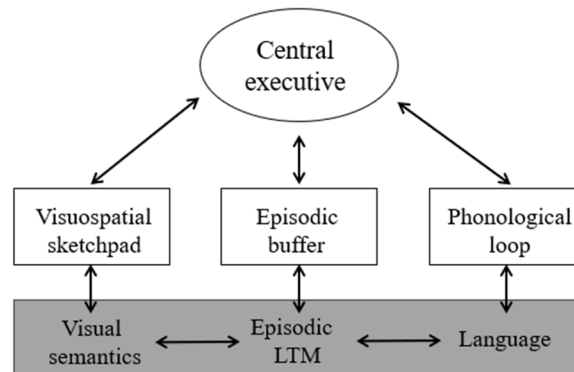 Central
executive
Visuospatial
sketchpad
Episodic
buffer
Phonological
loop
Visual
semantics
Episodic
LTM
Language